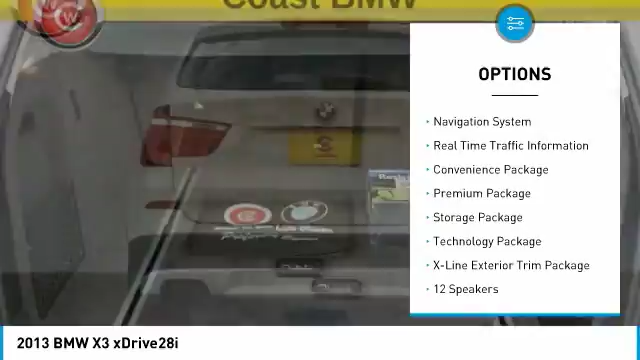 Coast BMW
OPTIONS
Navigation System
Real Time Traffic Information
Convenience Package
Premium Package
Storage Package
Technology Package
X-Line Exterior Trim Package
12 Speakers
2013 BMW X3 xDrive28i